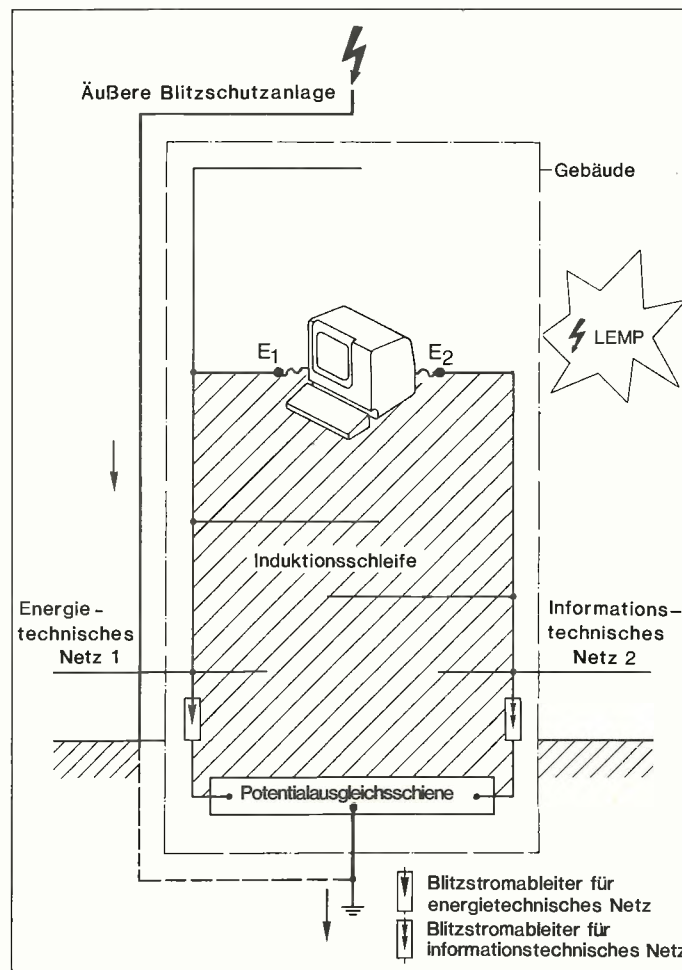 Äußere Blitzschutzanlage
Gebäude
LEMP
E1
E2
Induktionsschleife
Energie-
technisches
Netz 1
Informations-
technisches
Netz 2
Potentialausgleichsschiene
Blitzstromableiter für
energietechnisches Netz
Blitzstromableiter für
informationstechnisches Netz